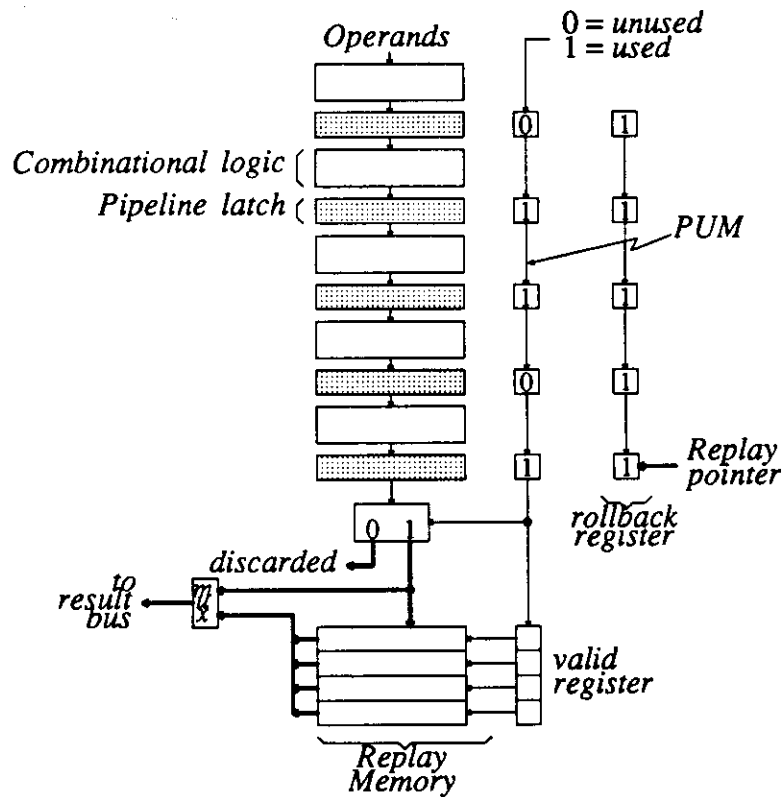 Operands
0 = unused
1 = used
0
1
Combinational logic
Pipeline latch
1
1
PUM
1
1
0
1
1
1
Replay
pointer
rollback
register
0 1
discarded
to
result
bus
m
x
valid
register
Replay
Memory